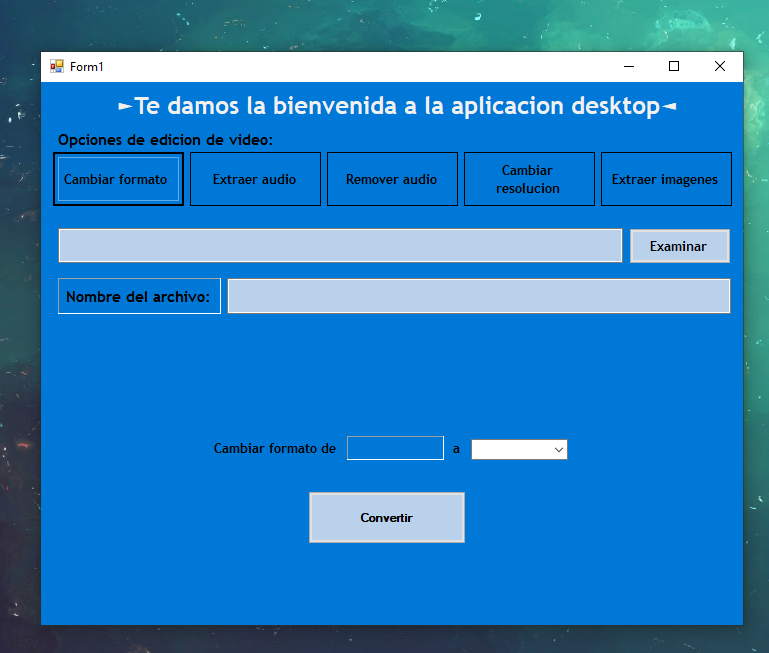 Form1
►Te damos la bienvenida a la aplicacion desktop◄
Opciones de edicion de video:
Cambiar formato
Extraer audio
Remover audio
Cambiar
resolucion
Extraer imagenes
Examinar
Nombre del archivo:
Cambiar formato de
a
Convertir